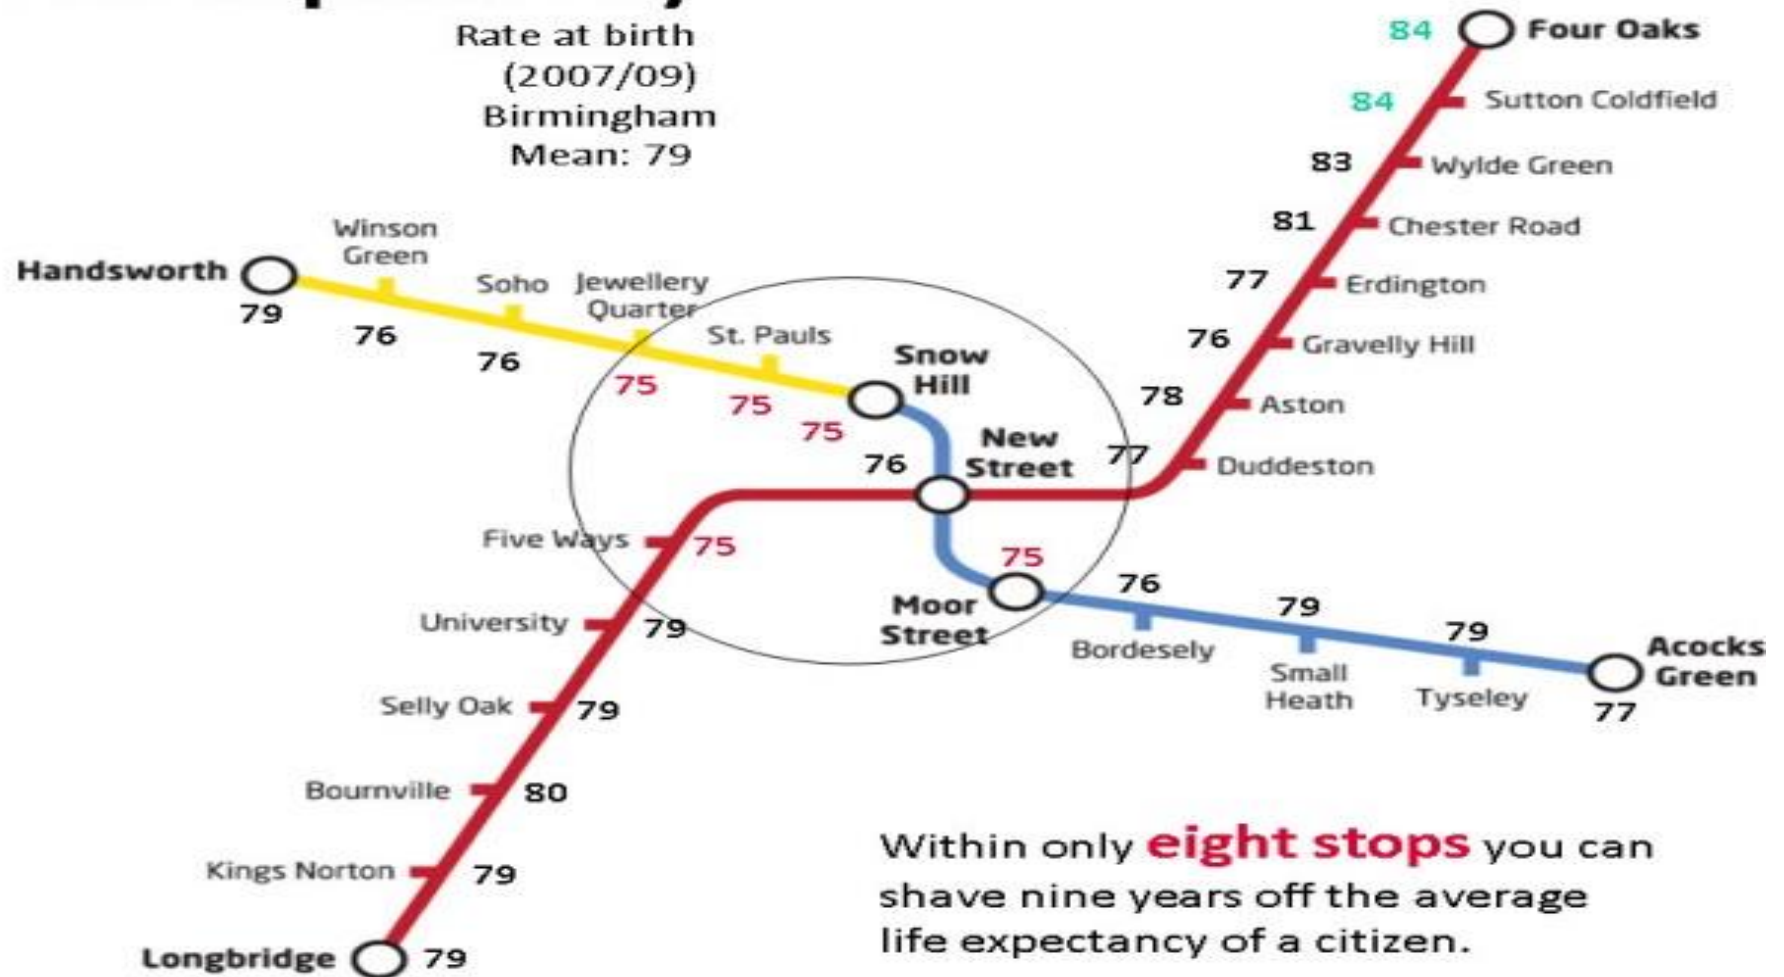 Rate at birth
(2007/09)
Birmingham
Mean: 79
84 Four Oaks
84 Sutton Coldfield
83 Wylde Green
81 Chester Road
77 Erdington
76 Gravelly Hill
78 Aston
77 Duddeston
Handsworth
79
Winson
Green
76
Soho
76
Jewellery
Quarter
75
St. Pauls
75
Snow
Hill
75
New
Street
76
Five Ways 75
University 79
Selly Oak 79
Bournville 80
Kings Norton 79
Longbridge 79
75
Moor
Street
76
Bordesely
79
Small
Heath
79
Tyseley
Acocks
Green
77
Within only eight stops you can
shave nine years off the average
life expectancy of a citizen.